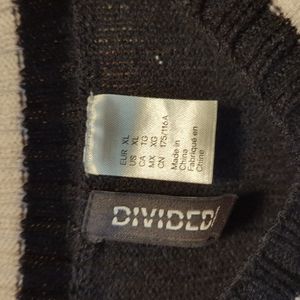 EUR XL
US XL
CA TG
MX XG
CN 175/116A
Made in
China
Fabriqué en
Chine
DIVIDED